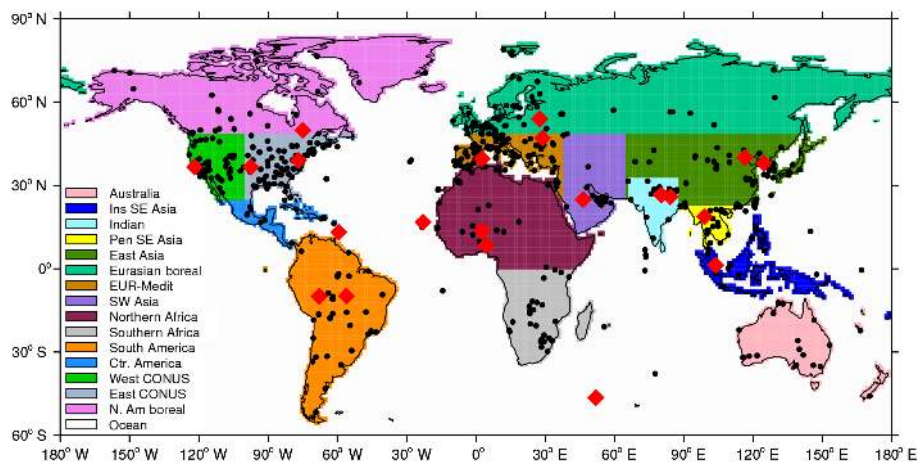 90° N
60° N
30° N
0°
30° S
60° S
Australia
Ins SE Asia
Indian
Pen SE Asia
East Asia
Eurasian boreal
EUR-Medit
SW Asia
Northern Africa
Southern Africa
South America
Ctr. America
West CONUS
East CONUS
N. Am boreal
Ocean
180° W 150° W 120° W 90° W 60° W 30° W 0° E 30° E 60° E 90° E 120° E 150° E 180° E